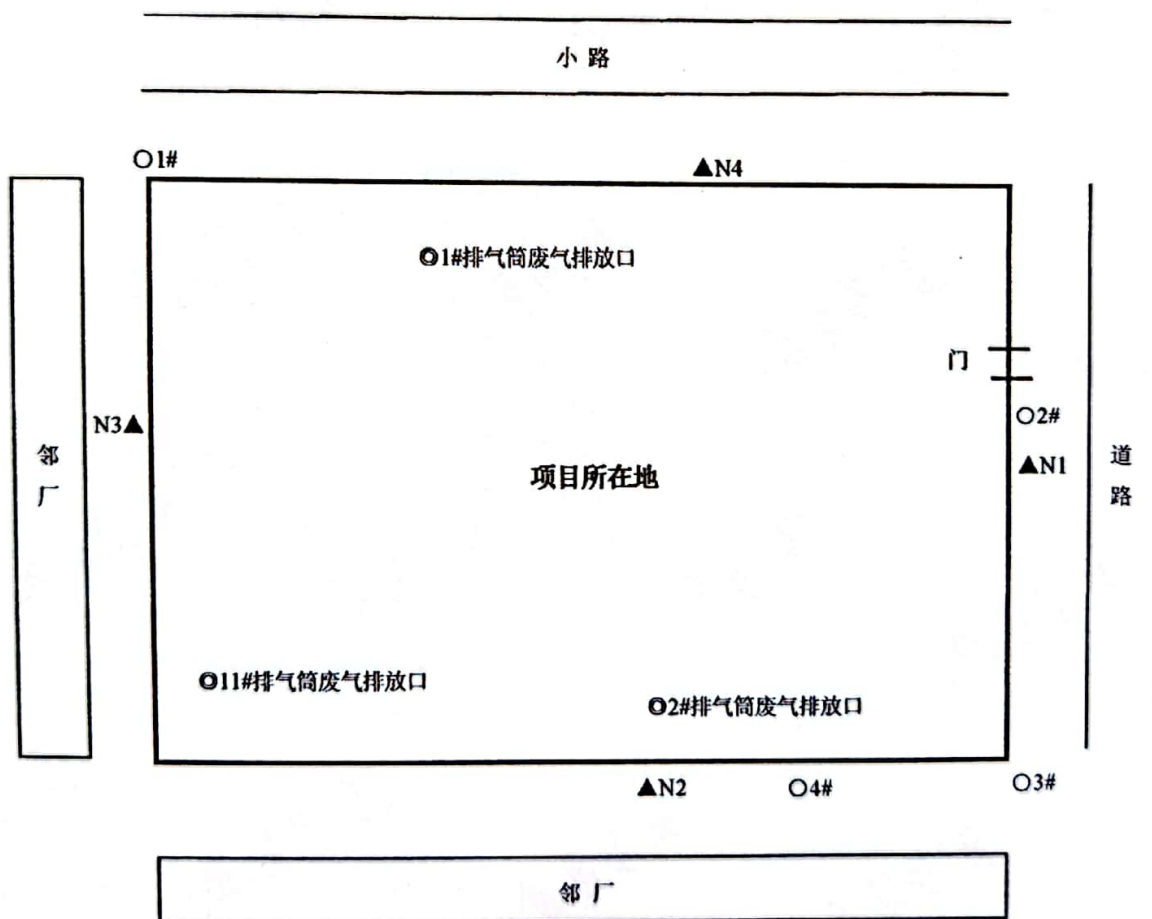 小路
○1#
▲N4
◎1#排气筒废气排放口
门
○2#
N3▲
邻厂
项目所在地
▲N1
道路
◎11#排气筒废气排放口
◎2#排气筒废气排放口
▲N2
○4#
○3#
邻厂